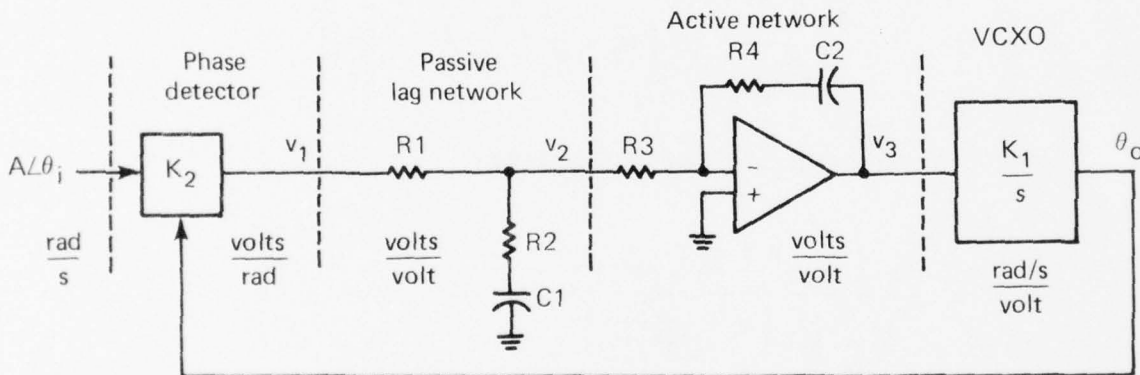 Active network
VCXO
Phase
detector
Passive
lag network
R4
C2
A∠θi
K2
v1
R1
v2
R3
−
+
v3
K1
s
θo
rad
s
volts
rad
volts
volt
R2
C1
volts
volt
rad/s
volt